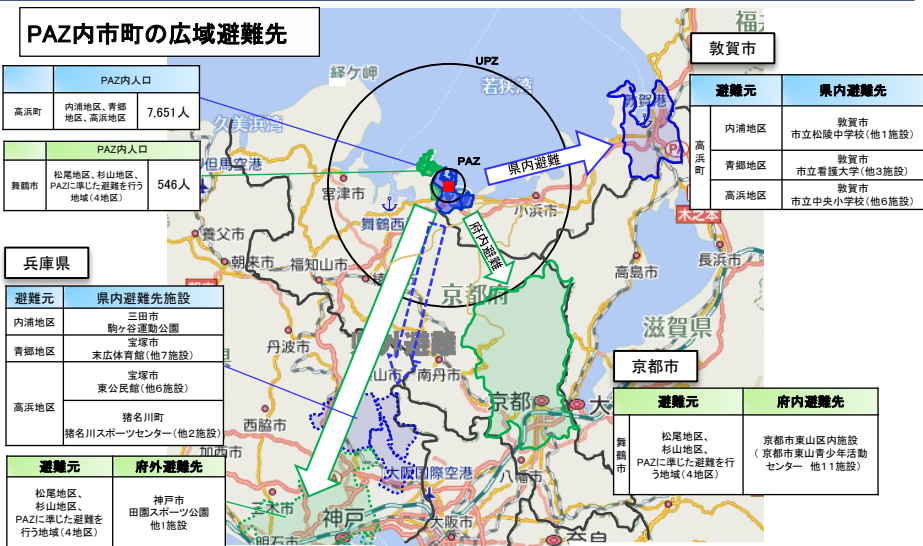 PAZ内市町の広域避難先
PAZ内人口
高浜町
内浦地区、青郷
地区、高浜地区
7,651人
PAZ内人口
舞鶴市
松尾地区、杉山地区、
PAZに準じた避難を行う
地域(4地区)
546人
兵庫県
避難元
県内避難先施設
内浦地区
三田市
駒ヶ谷運動公園
青郷地区
宝塚市
末広体育館(他7施設)
高浜地区
宝塚市
東公民館(他6施設)
猪名川町
猪名川スポーツセンター(他2施設)
避難元
府外避難先
松尾地区、
杉山地区、
PAZに準じた避難を
行う地域(4地区)
神戸市
田園スポーツ公園
他1施設
敦賀市
避難元
県内避難先
高浜町
内浦地区
敦賀市
市立松陵中学校(他1施設)
青郷地区
敦賀市
市立看護大学(他3施設)
高浜地区
敦賀市
市立中央小学校(他6施設)
京都市
避難元
府内避難先
舞鶴市
松尾地区、
杉山地区、
PAZに準じた避難を行
う地域(4地区)
京都市東山区内施設
(京都市東山青少年活動
センター 他11施設)
UPZ
PAZ
県内避難
府内避難
経ケ岬
若狭湾
久美浜湾
但馬空港
宮津市
舞鶴西
小浜市
敦賀港
木之本
養父市
朝来市
福知山市
京都府
高島市
長浜市
滋賀県
丹波市
県外避難
山市
南丹市
京都
西脇市
加西市
大阪国際空港
八幡市
三木市
神戸
大阪市
明石市
奈良
福
大